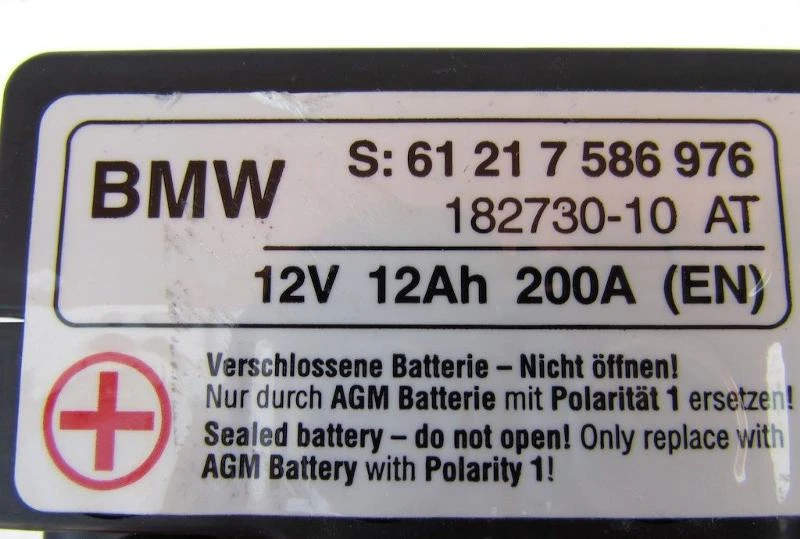 BMW
S: 61 21 7 586 976
182730-10 AT
12V 12Ah 200A (EN)
Verschlossene Batterie – Nicht öffnen!
Nur durch AGM Batterie mit Polarität 1 ersetzen!
Sealed battery – do not open! Only replace with
AGM Battery with Polarity 1!